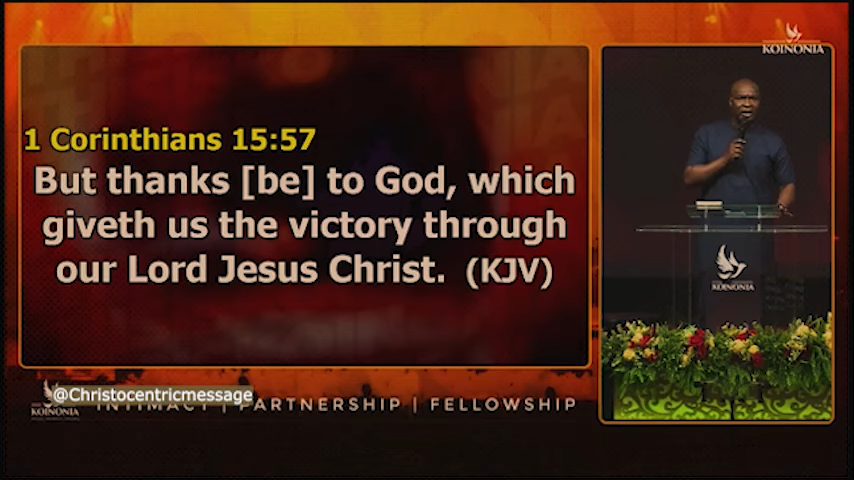 KOINONIA
1 Corinthians 15:57
But thanks [be] to God, which
giveth us the victory through
our Lord Jesus Christ. (KJV)
KOINONIA
@Christocentricmessage
KOINONIA
INTIMACY | PARTNERSHIP | FELLOWSHIP